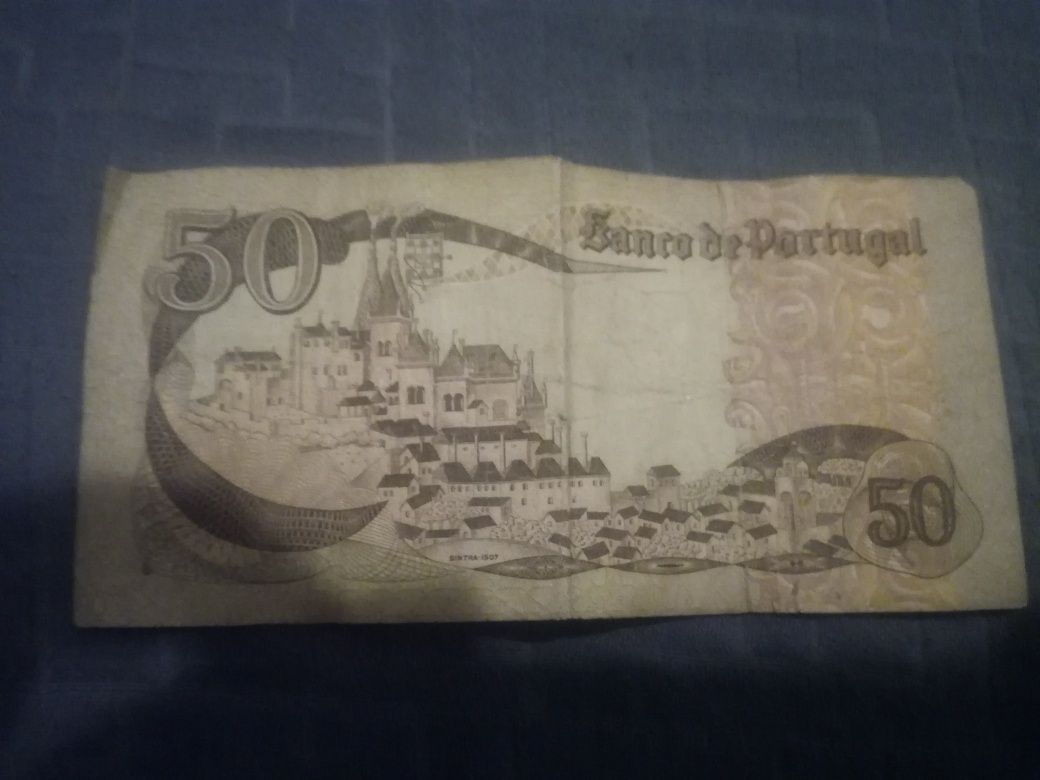 50
Banco de Portugal
SINTRA-1507
50